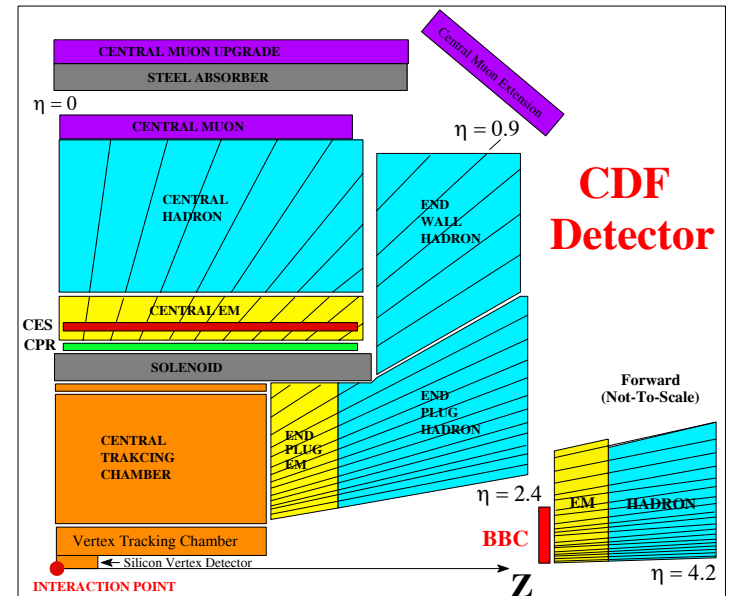 CENTRAL MUON UPGRADE
STEEL ABSORBER
Central Muon Extension
η = 0
CENTRAL MUON
η = 0.9
CDF
Detector
CENTRAL
HADRON
END
WALL
HADRON
CENTRAL EM
CES
CPR
SOLENOID
Forward
(Not-To-Scale)
CENTRAL
TRAKCING
CHAMBER
END
PLUG
EM
END
PLUG
HADRON
η = 2.4
EM
HADRON
BBC
Vertex Tracking Chamber
Silicon Vertex Detector
INTERACTION POINT
Z
η = 4.2